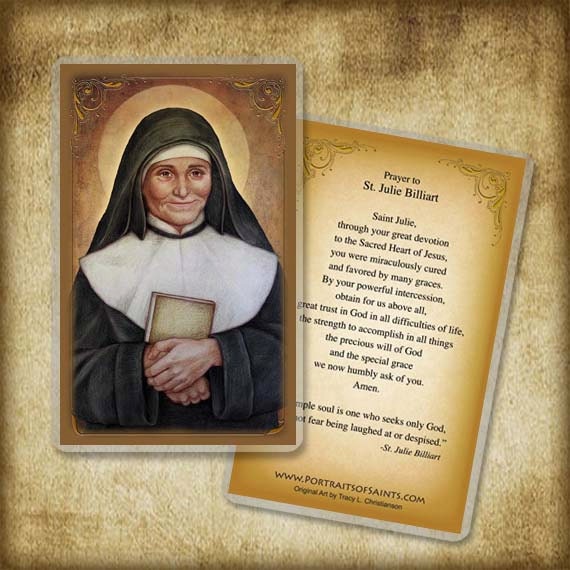 Prayer to
St. Julie Billiart
Saint Julie,
through your great devotion
to the Sacred Heart of Jesus,
you were miraculously cured
and favored by many graces.
By your powerful intercession,
obtain for us above all,
great trust in God in all difficulties of life,
the strength to accomplish in all things
the precious will of God
and the special grace
we now humbly ask of you.
Amen.
soul is one who seeks only God,
not fear being laughed at or despised.”
-St. Julie Billiart
www.PortraitsofSaints.com
Original Art by Tracy L. Christianson